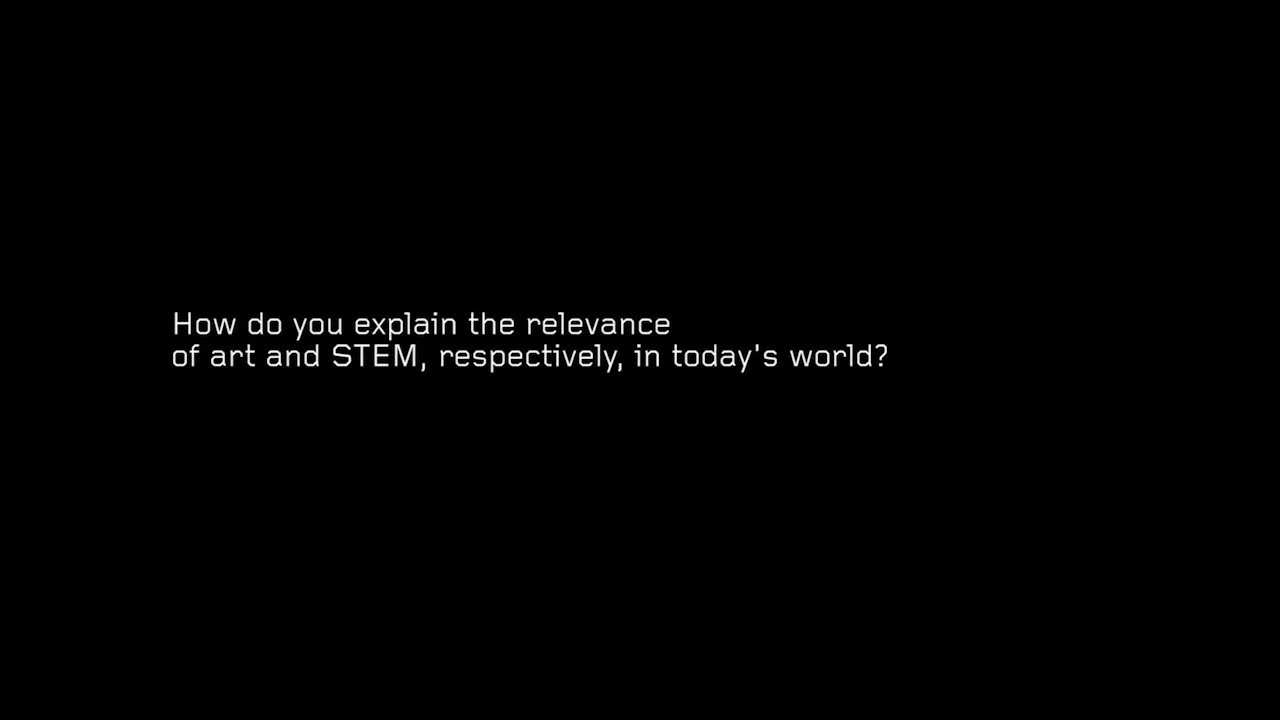 How do you explain the relevance
of art and STEM, respectively, in today's world?